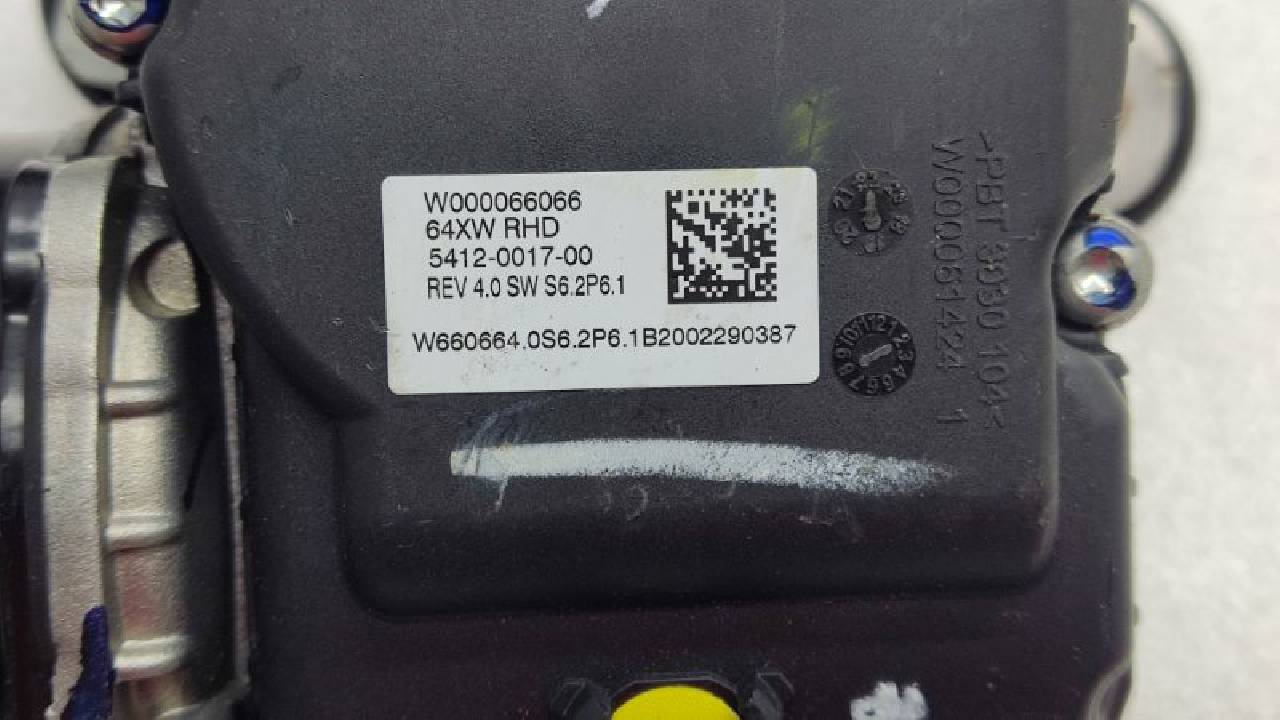 W000066066
64XW RHD
5412-0017-00
REV 4.0 SW S6.2P6.1
W660664.0S6.2P6.1B2002290387
>PBT 3030 104<
W000061424 1